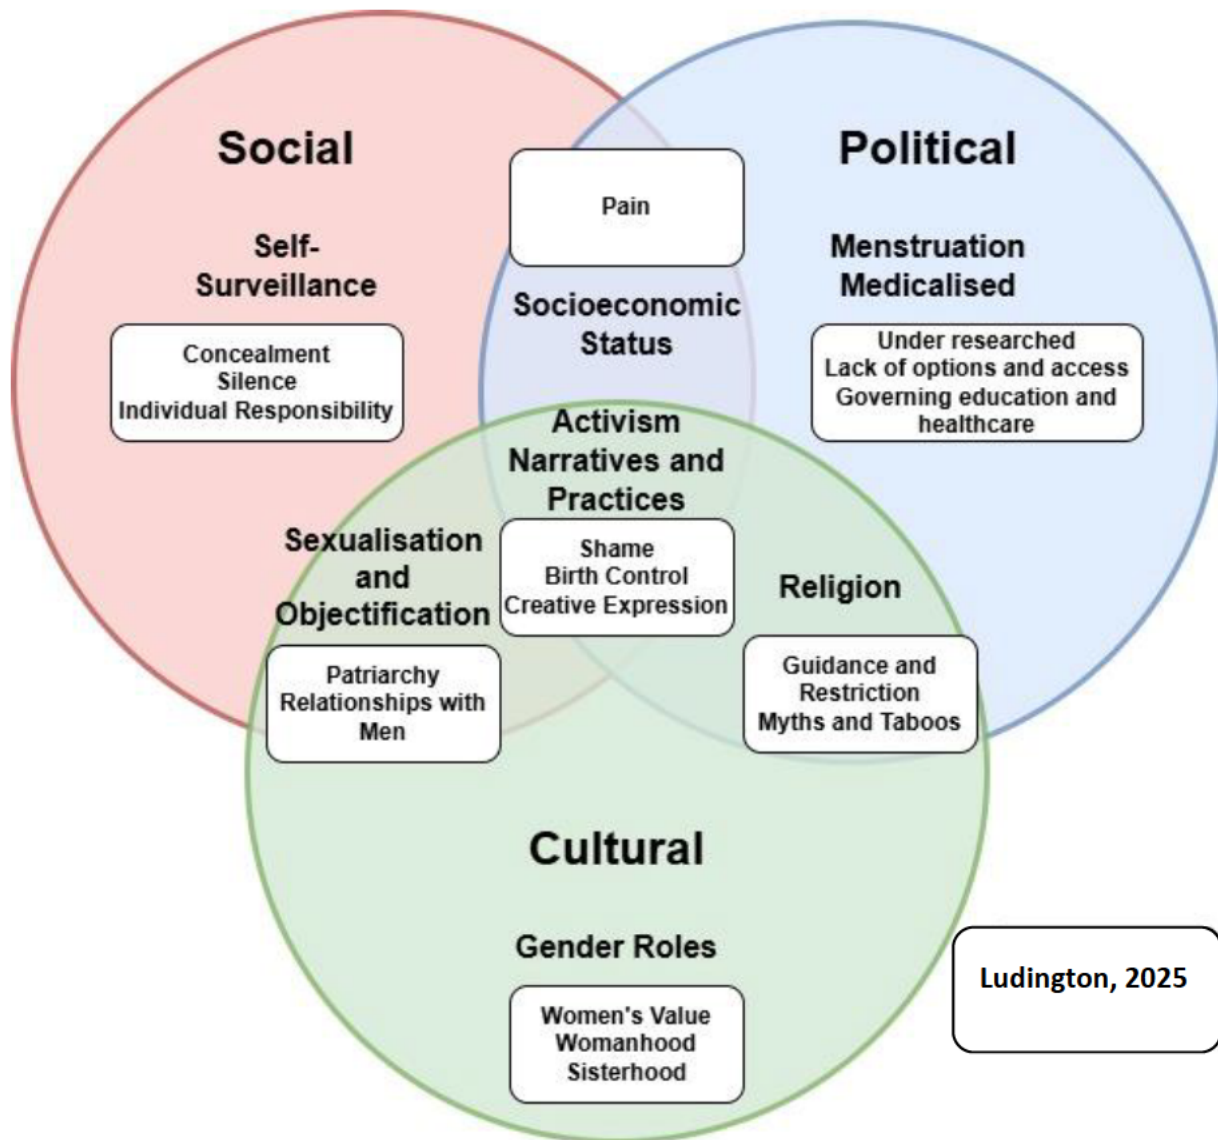 Social
Political
Pain
Self-
Surveillance
Menstruation
Medicalised
Socioeconomic
Status
Concealment
Silence
Individual Responsibility
Under researched
Lack of options and access
Governing education and
healthcare
Activism
Narratives and
Practices
Sexualisation
and
Objectification
Shame
Birth Control
Creative Expression
Religion
Patriarchy
Relationships with
Men
Guidance and
Restriction
Myths and Taboos
Cultural
Gender Roles
Women's Value
Womanhood
Sisterhood
Ludington, 2025